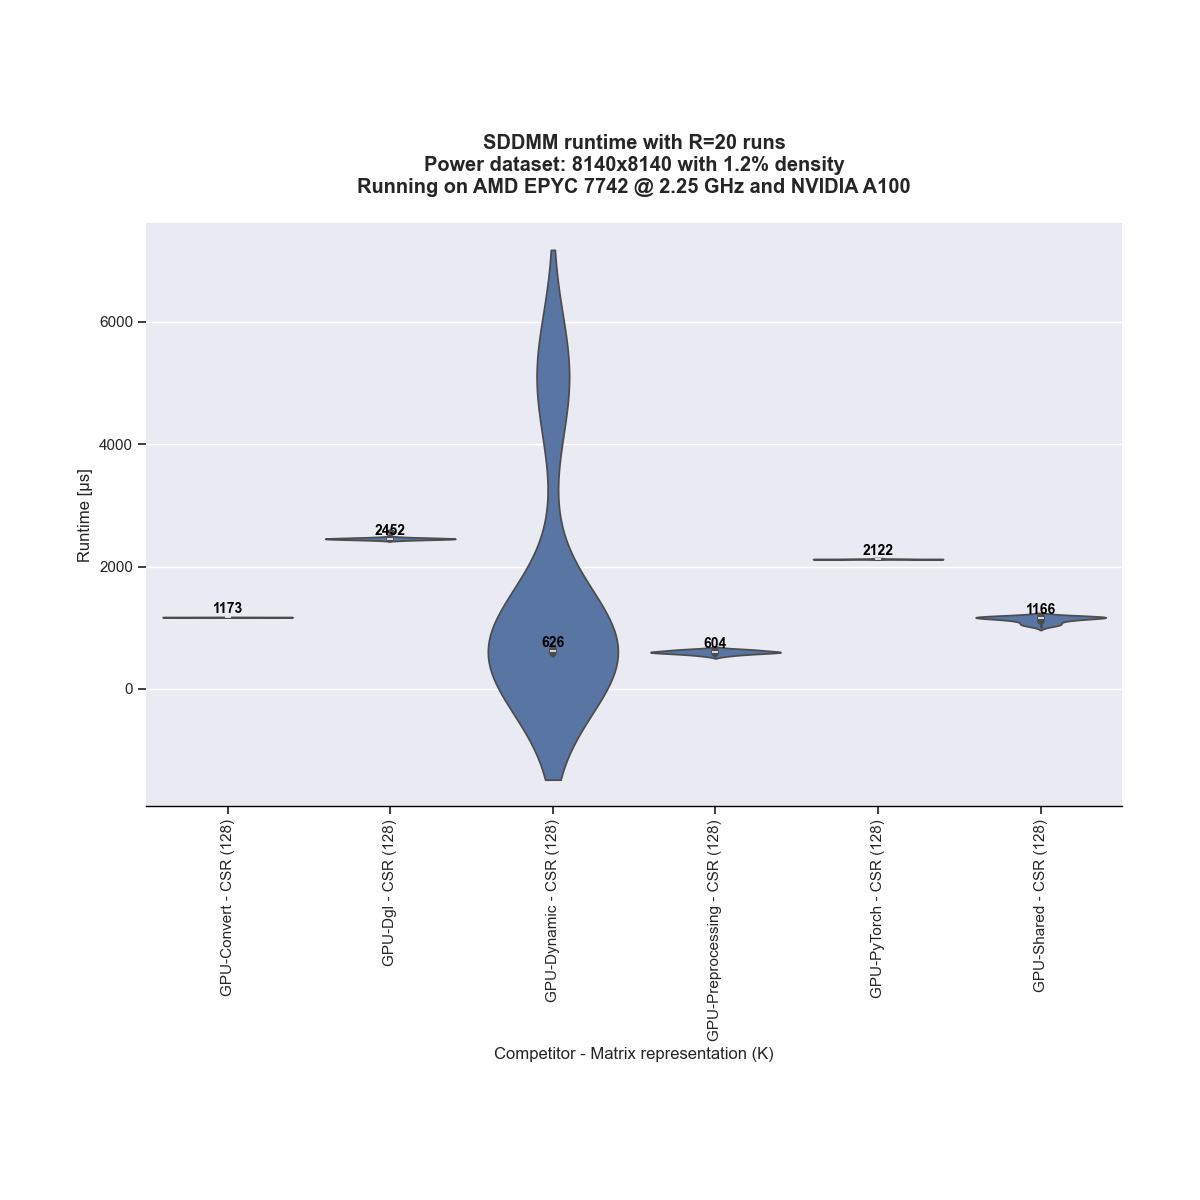 SDDMM runtime with R=20 runs
Power dataset: 8140x8140 with 1.2% density
Running on AMD EPYC 7742 @ 2.25 GHz and NVIDIA A100
Runtime [µs]
6000
4000
2000
0
1173
2452
626
604
2122
1166
GPU-Convert - CSR (128)
GPU-Dgl - CSR (128)
GPU-Dynamic - CSR (128)
GPU-Preprocessing - CSR (128)
GPU-PyTorch - CSR (128)
GPU-Shared - CSR (128)
Competitor - Matrix representation (K)